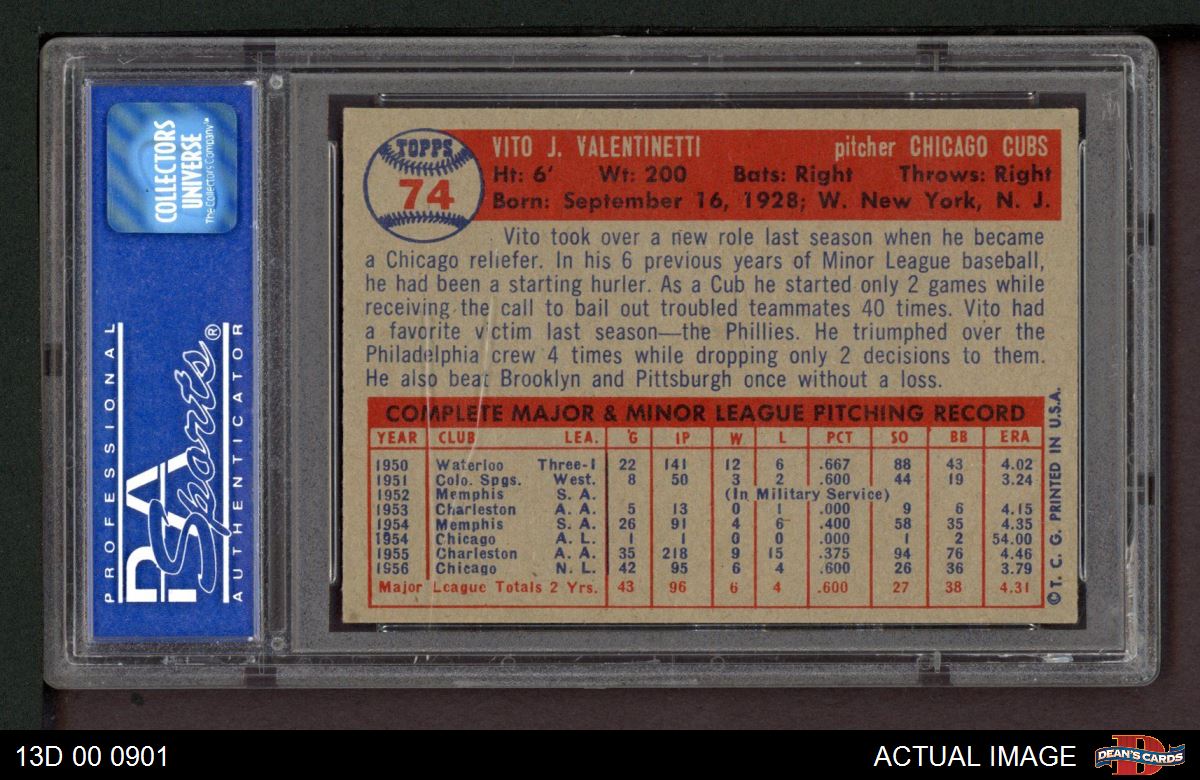 COLLECTORS
UNIVERSE
The Collectors Company™
PROFESSIONAL
PSA
Sports®
AUTHENTICATOR
TOPPS
74
VITO J. VALENTINETTI pitcher CHICAGO CUBS
Ht: 6' Wt: 200 Bats: Right Throws: Right
Born: September 16, 1928; W. New York, N. J.
Vito took over a new role last season when he became
a Chicago reliefer. In his 6 previous years of Minor League baseball,
he had been a starting hurler. As a Cub he started only 2 games while
receiving the call to bail out troubled teammates 40 times. Vito had
a favorite victim last season—the Phillies. He triumphed over the
Philadelphia crew 4 times while dropping only 2 decisions to them.
He also beat Brooklyn and Pittsburgh once without a loss.
COMPLETE MAJOR & MINOR LEAGUE PITCHING RECORD
YEAR CLUB LEA. G IP W L PCT SO BB ERA
1950 Waterloo Three-I 22 141 12 6 .667 88 43 4.02
1951 Colo. Spgs. West. 8 50 3 2 .600 44 19 3.24
1952 Memphis S. A. (In Military Service)
1953 Charleston A. A. 5 13 0 1 .000 9 6 4.15
1954 Memphis S. A. 26 91 4 6 .400 58 35 4.35
1954 Chicago A. L. 1 1 0 0 .000 1 2 54.00
1955 Charleston A. A. 35 218 9 15 .375 94 76 4.46
1956 Chicago N. L. 42 95 6 4 .600 26 36 3.79
Major League Totals 2 Yrs. 43 96 6 4 .600 27 38 4.31
© T. C. G. PRINTED IN U.S.A.
13D 00 0901
ACTUAL IMAGE
D
DEAN'S CARDS